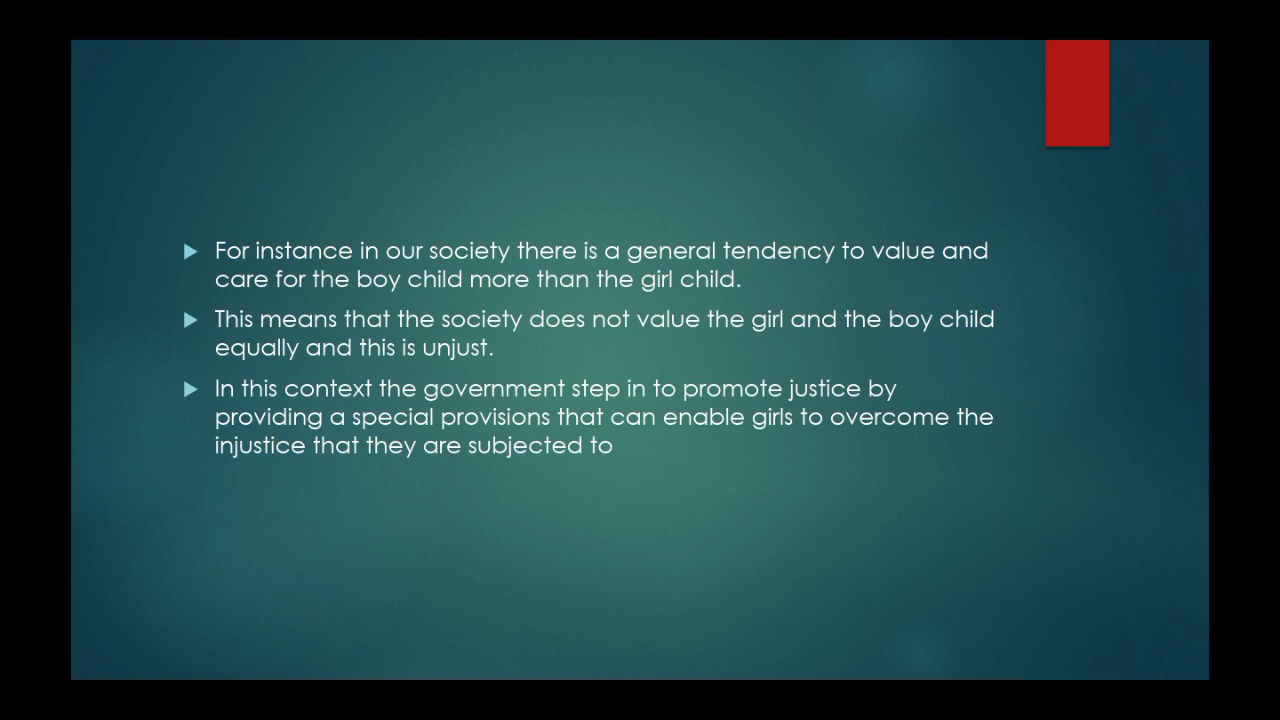 For instance in our society there is a general tendency to value and
care for the boy child more than the girl child.
This means that the society does not value the girl and the boy child
equally and this is unjust.
In this context the government step in to promote justice by
providing a special provisions that can enable girls to overcome the
injustice that they are subjected to